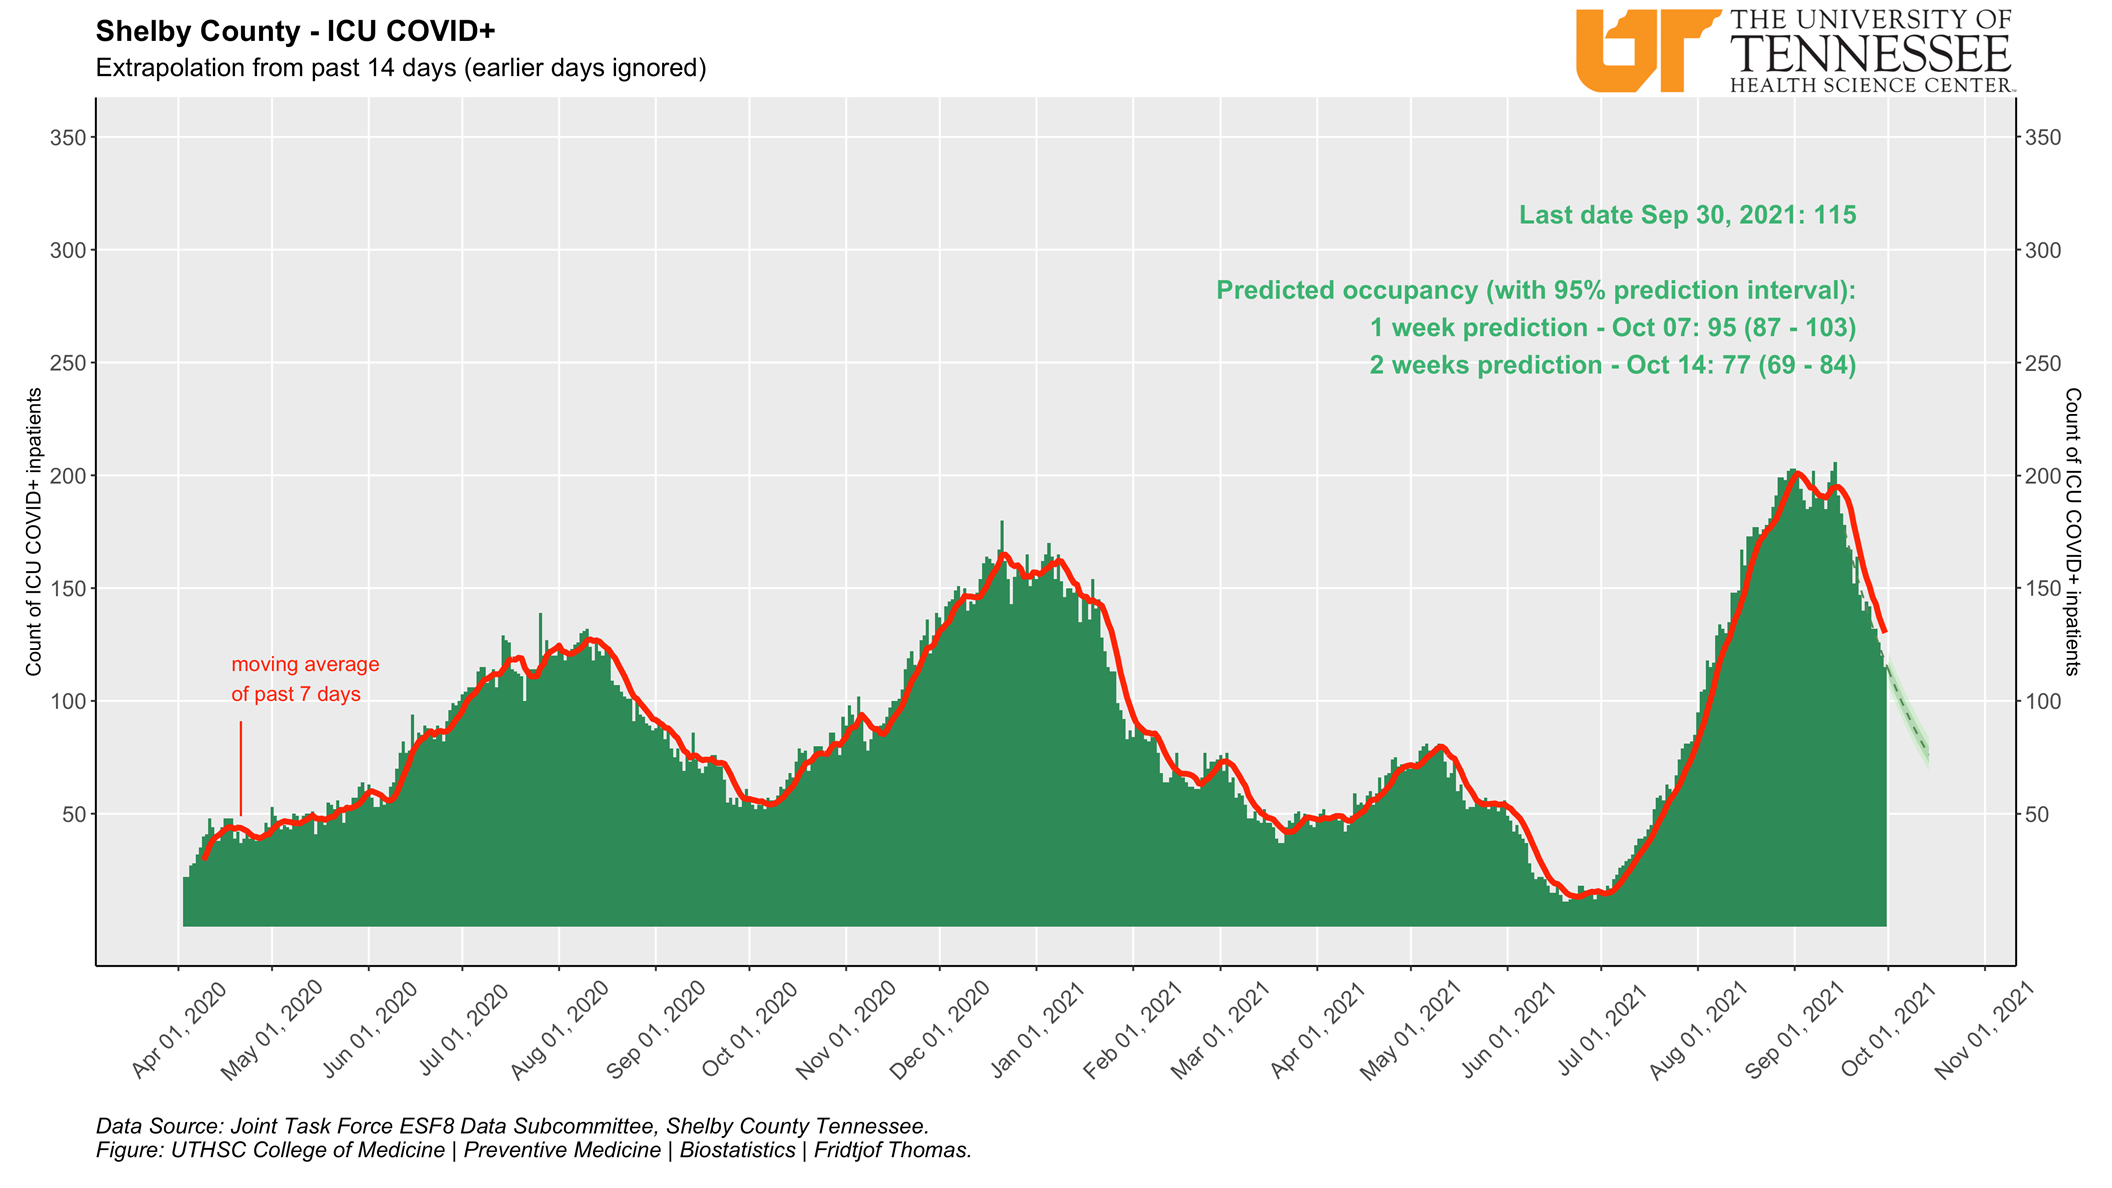 Shelby County - ICU COVID+
Extrapolation from past 14 days (earlier days ignored)
UT
THE UNIVERSITY OF
TENNESSEE
HEALTH SCIENCE CENTER
350
300
250
200
150
100
50
Count of ICU COVID+ inpatients
Last date Sep 30, 2021: 115
Predicted occupancy (with 95% prediction interval):
1 week prediction - Oct 07: 95 (87 - 103)
2 weeks prediction - Oct 14: 77 (69 - 84)
moving average
of past 7 days
350
300
250
200
150
100
50
Count of ICU COVID+ inpatients
Apr 01, 2020
May 01, 2020
Jun 01, 2020
Jul 01, 2020
Aug 01, 2020
Sep 01, 2020
Oct 01, 2020
Nov 01, 2020
Dec 01, 2020
Jan 01, 2021
Feb 01, 2021
Mar 01, 2021
Apr 01, 2021
May 01, 2021
Jun 01, 2021
Jul 01, 2021
Aug 01, 2021
Sep 01, 2021
Oct 01, 2021
Nov 01, 2021
Data Source: Joint Task Force ESF8 Data Subcommittee, Shelby County Tennessee.
Figure: UTHSC College of Medicine | Preventive Medicine | Biostatistics | Fridtjof Thomas.